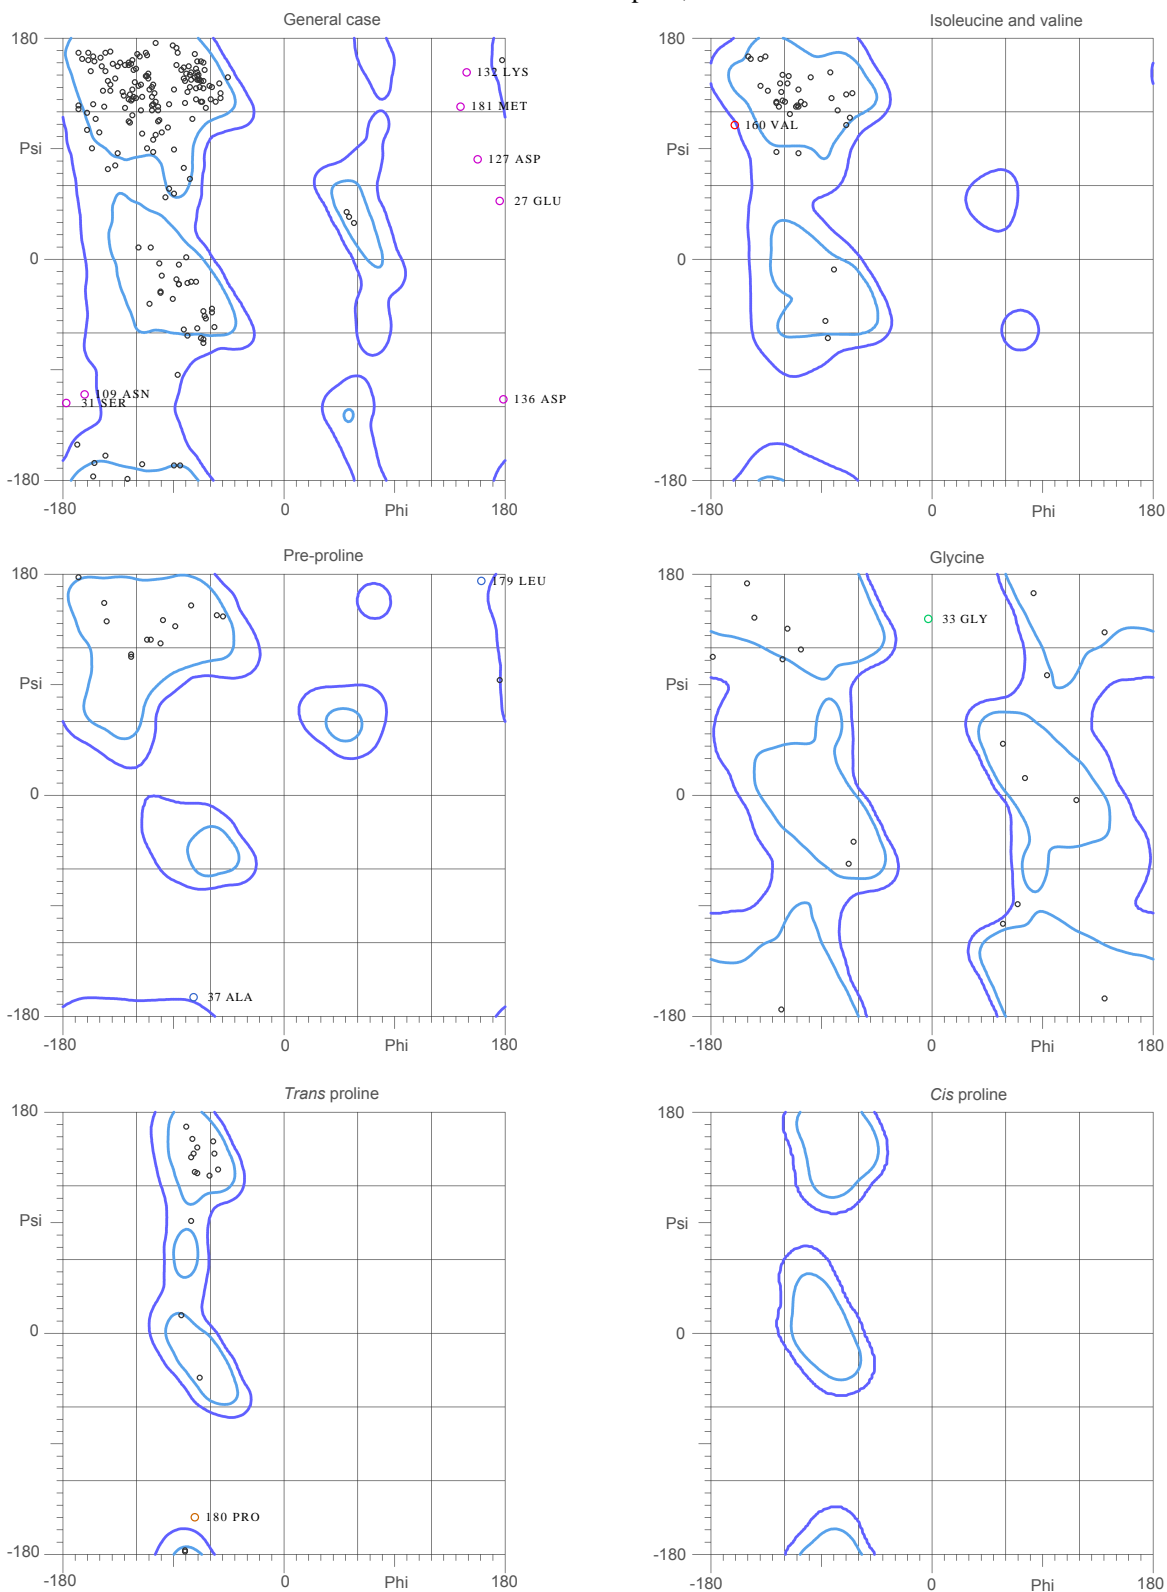 General case
Isoleucine and valine
180
132 LYS
181 MET
Psi
127 ASP
27 GLU
0
109 ASN
31 SER
136 ASP
-180
-180
0
Phi
180
180
160 VAL
Psi
0
-180
-180
0
Phi
180
Pre-proline
Glycine
180
179 LEU
Psi
0
37 ALA
-180
-180
0
Phi
180
180
33 GLY
Psi
0
-180
-180
0
Phi
180
Trans proline
Cis proline
180
Psi
0
180 PRO
-180
-180
0
Phi
180
180
Psi
0
-180
-180
0
Phi
180